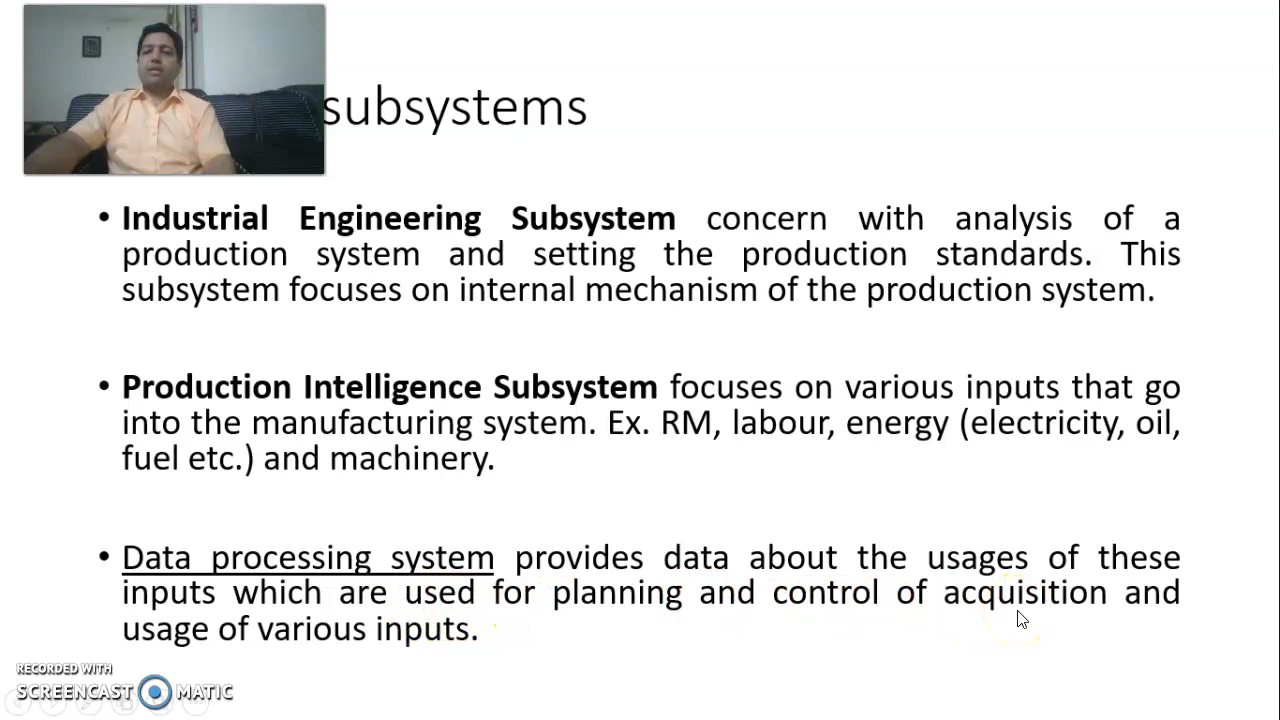 subsystems
• Industrial Engineering Subsystem concern with analysis of a
production system and setting the production standards. This
subsystem focuses on internal mechanism of the production system.
• Production Intelligence Subsystem focuses on various inputs that go
into the manufacturing system. Ex. RM, labour, energy (electricity, oil,
fuel etc.) and machinery.
• Data processing system provides data about the usages of these
inputs which are used for planning and control of acquisition and
usage of various inputs.
RECORDED WITH
SCREENCAST MATIC